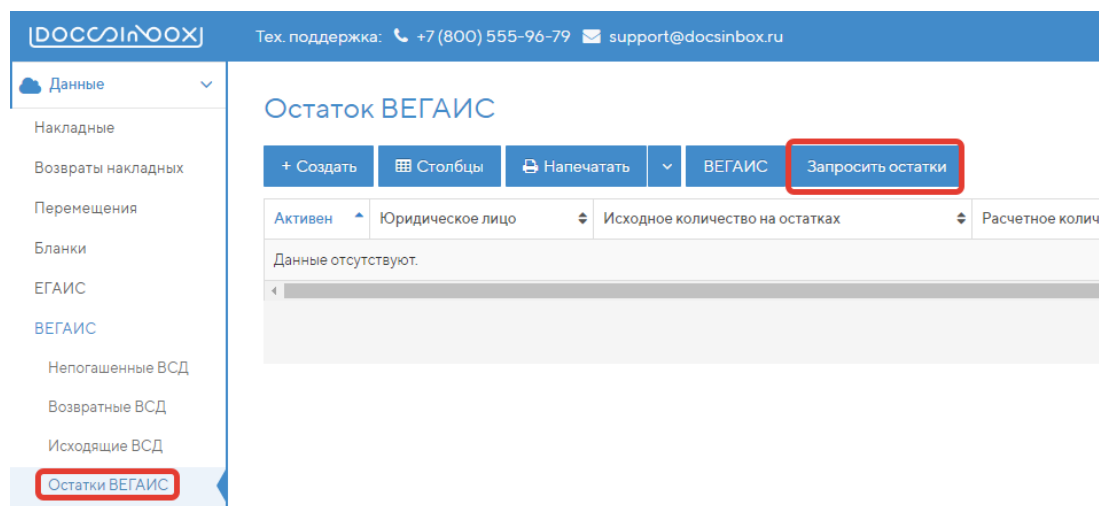 DOCSINBOX Тех. поддержка: +7 (800) 555-96-79 support@docsinbox.ru
Данные
Накладные
Возвраты накладных
Перемещения
Бланки
ЕГАИС
ВЕГАИС
Непогашенные ВСД
Возвратные ВСД
Исходящие ВСД
Остатки ВЕГАИС
Остаток ВЕГАИС
+ Создать Столбцы Напечатать ВЕГАИС Запросить остатки
Активен Юридическое лицо Исходное количество на остатках Расчетное колич
Данные отсутствуют.